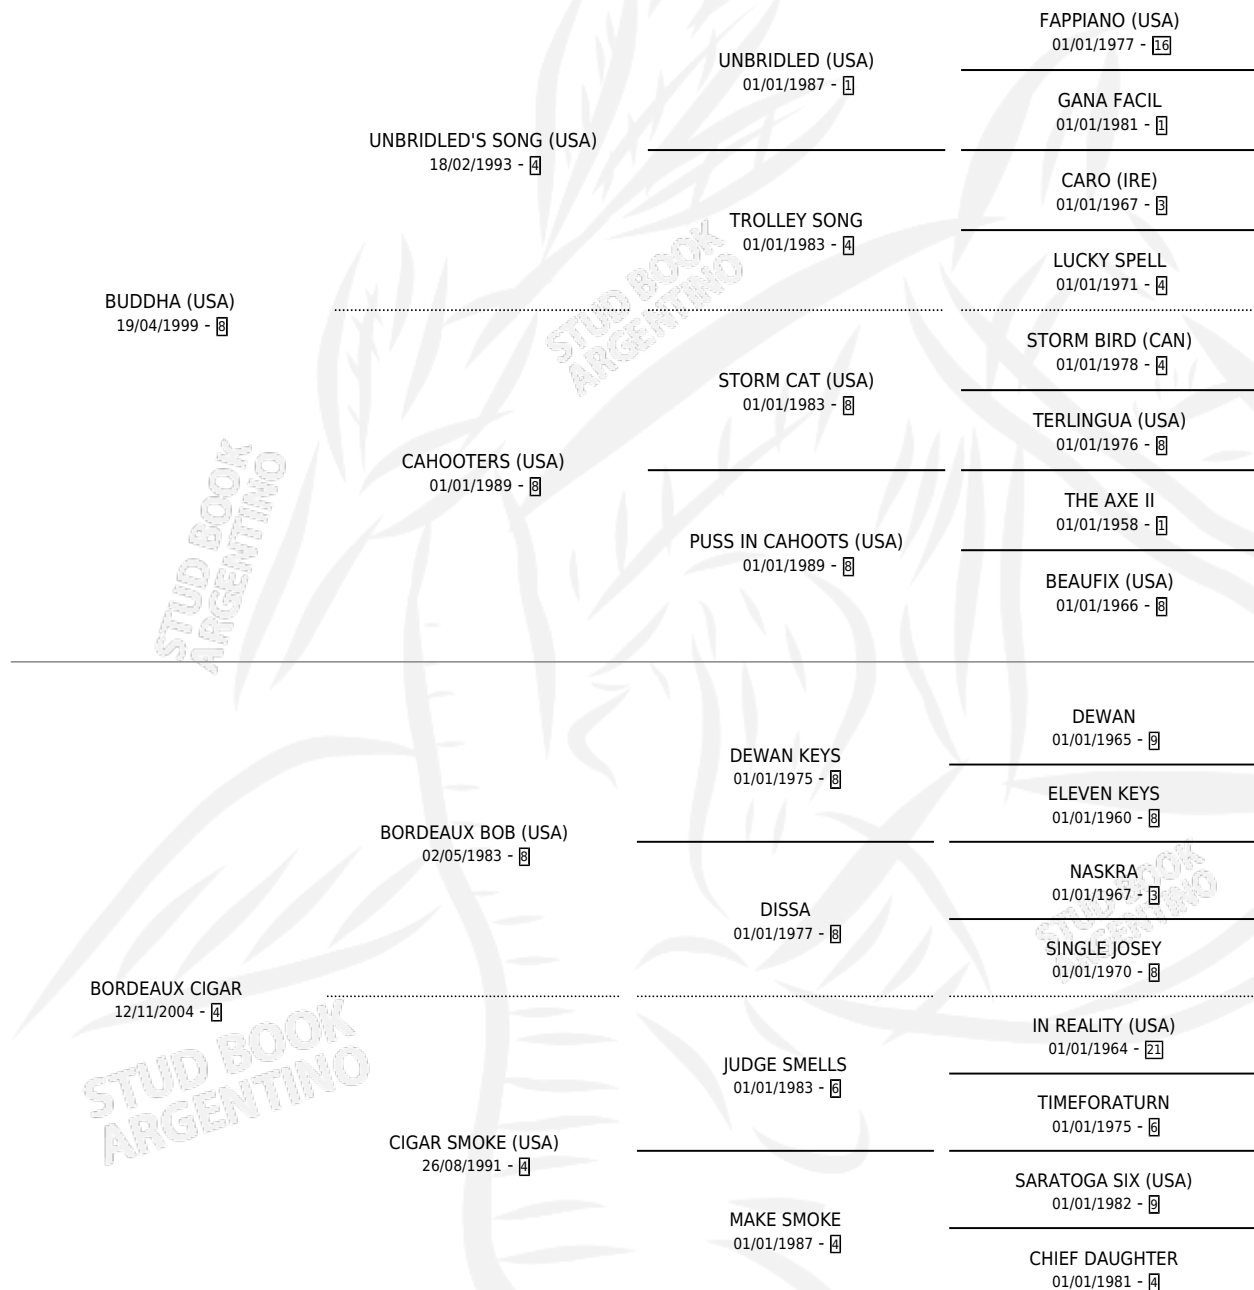 FAPPIANO (USA)
01/01/1977 - 16
UNBRIDLED (USA)
01/01/1987 - 1
GANA FACIL
01/01/1981 - 1
UNBRIDLED'S SONG (USA)
18/02/1993 - 4
CARO (IRE)
01/01/1967 - 3
TROLLEY SONG
01/01/1983 - 4
LUCKY SPELL
01/01/1971 - 4
BUDDHA (USA)
19/04/1999 - 8
STUD BOOK
ARGENTINO
STORM BIRD (CAN)
01/01/1978 - 4
STORM CAT (USA)
01/01/1983 - 8
TERLINGUA (USA)
01/01/1976 - 8
CAHOOTERS (USA)
01/01/1989 - 8
THE AXE II
01/01/1958 - 1
PUSS IN CAHOOTS (USA)
01/01/1989 - 8
BEAUFIX (USA)
01/01/1966 - 8
STUD BOOK
ARGENTINO
DEWAN
01/01/1965 - 9
DEWAN KEYS
01/01/1975 - 8
ELEVEN KEYS
01/01/1960 - 8
BORDEAUX BOB (USA)
02/05/1983 - 8
NASKRA
01/01/1967 - 3
DISSA
01/01/1977 - 8
STUD BOOK
ARGENTINO
SINGLE JOSEY
01/01/1970 - 8
BORDEAUX CIGAR
12/11/2004 - 4
STUD BOOK
ARGENTINO
IN REALITY (USA)
01/01/1964 - 21
JUDGE SMELLS
01/01/1983 - 6
TIMEFORATURN
01/01/1975 - 6
CIGAR SMOKE (USA)
26/08/1991 - 4
SARATOGA SIX (USA)
01/01/1982 - 9
MAKE SMOKE
01/01/1987 - 4
CHIEF DAUGHTER
01/01/1981 - 4